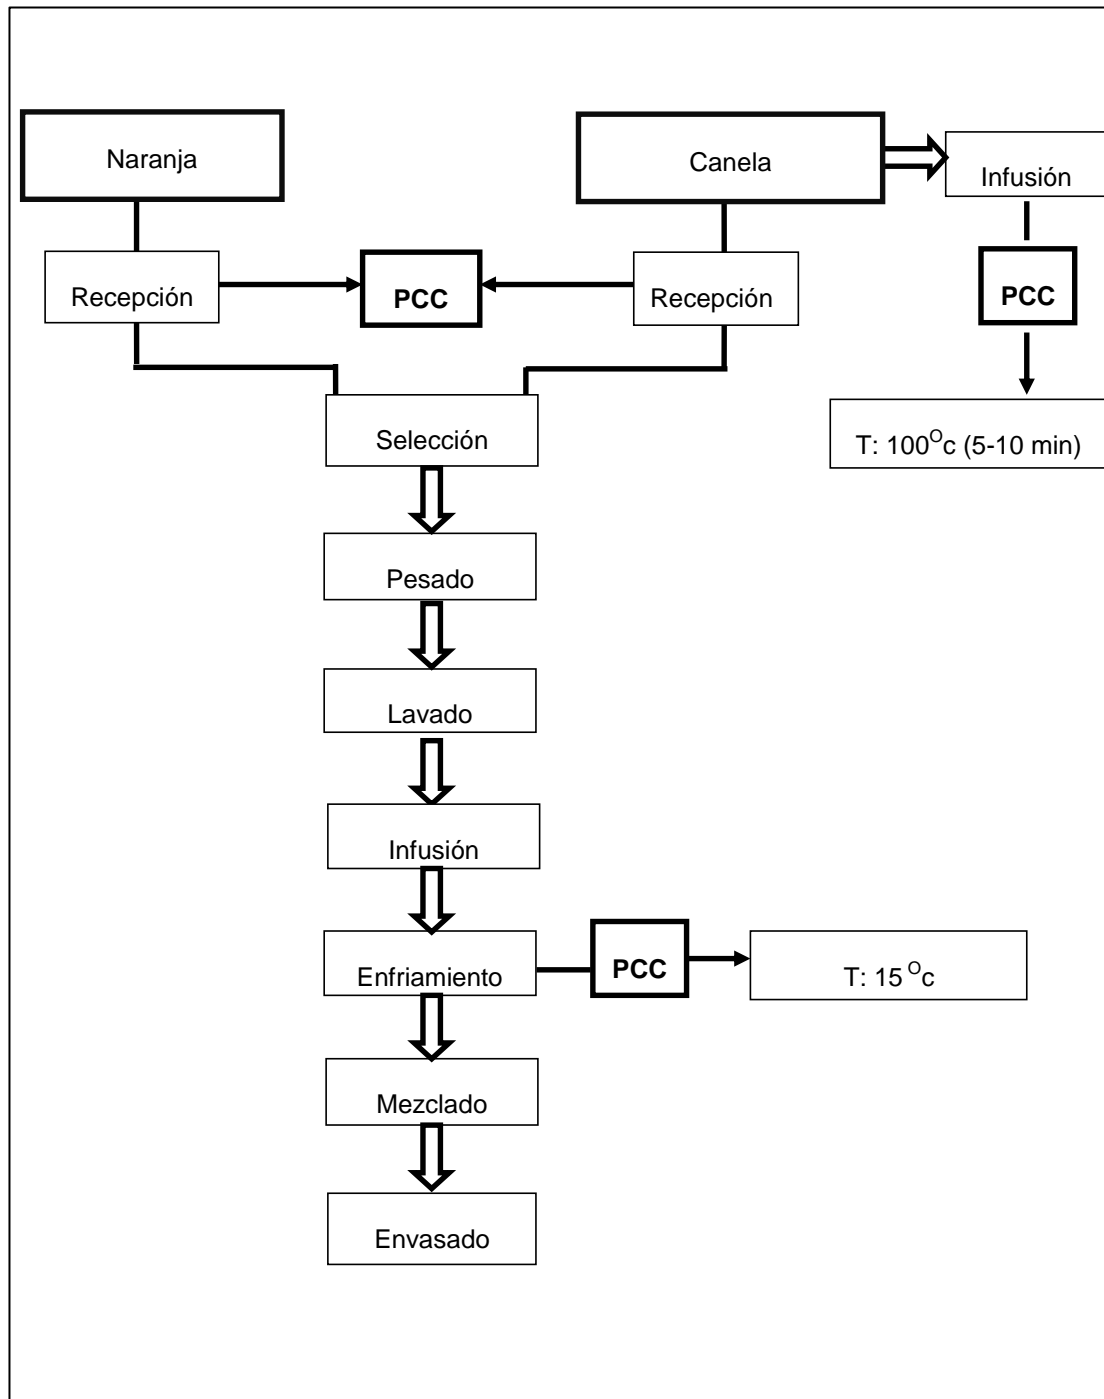 Naranja
Canela
Infusión
Recepción
PCC
Recepción
PCC
T: 100°c (5-10 min)
Selección
Pesado
Lavado
Infusión
Enfriamiento
PCC
T: 15 °c
Mezclado
Envasado